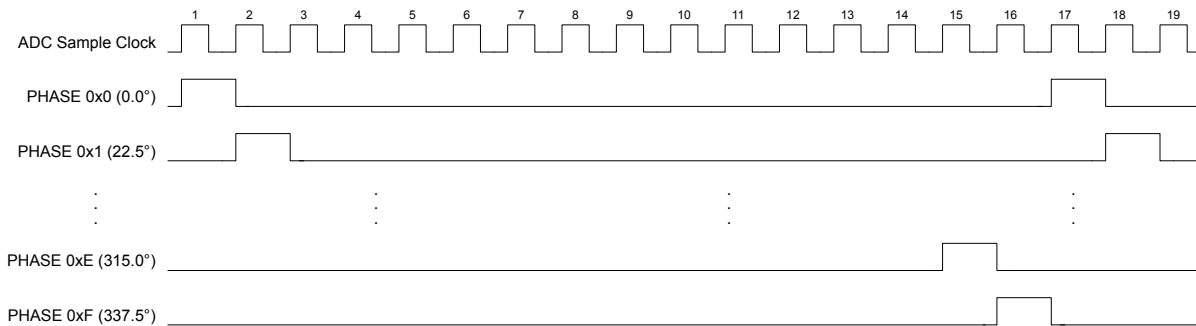 1 2 3 4 5 6 7 8 9 10 11 12 13 14 15 16 17 18 19
ADC Sample Clock
PHASE 0x0 (0.0°)
PHASE 0x1 (22.5°)
PHASE 0xE (315.0°)
PHASE 0xF (337.5°)